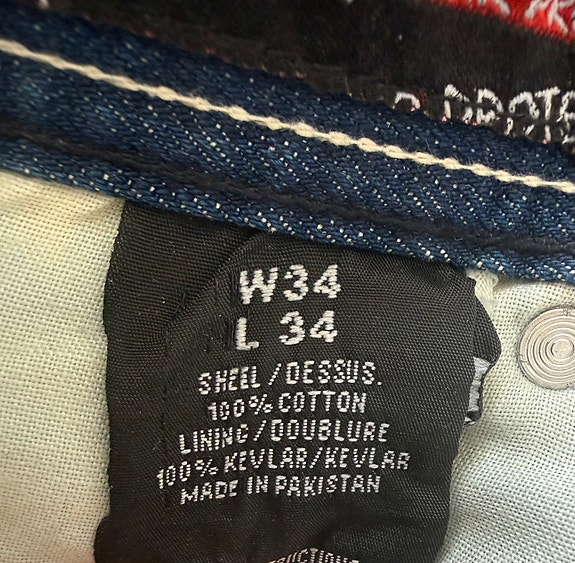 W34
L 34
SHEEL/DESSUS.
100% COTTON
LINING/DOUBLURE
100% KEVLAR/KEVLAR
MADE IN PAKISTAN